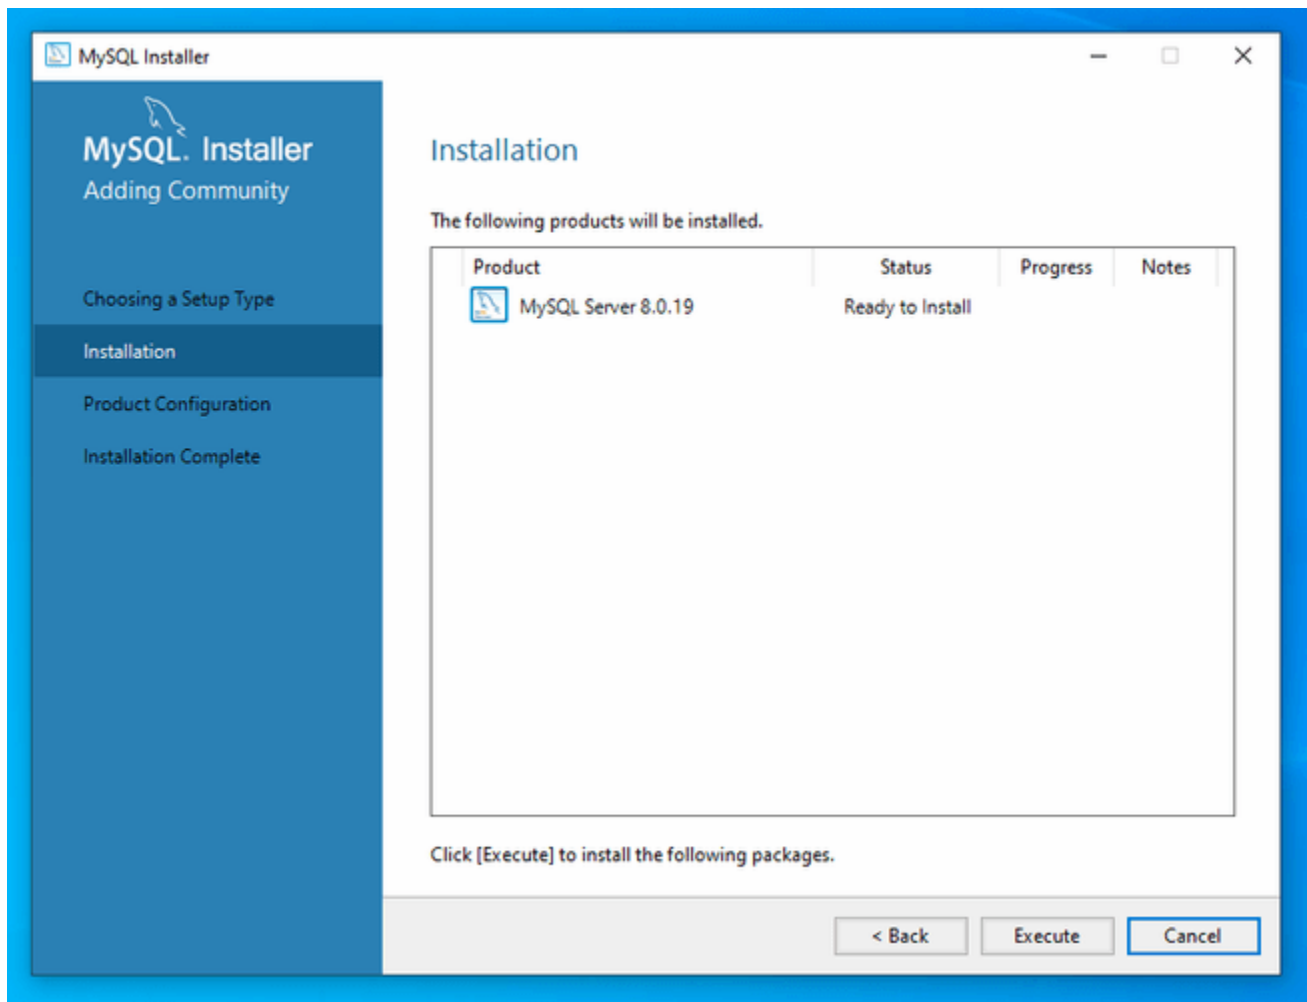 MySQL Installer
MySQL. Installer
Adding Community
Choosing a Setup Type
Installation
Product Configuration
Installation Complete
Installation
The following products will be installed.
Product Status Progress Notes
MySQL Server 8.0.19 Ready to Install
Click [Execute] to install the following packages.
< Back Execute Cancel